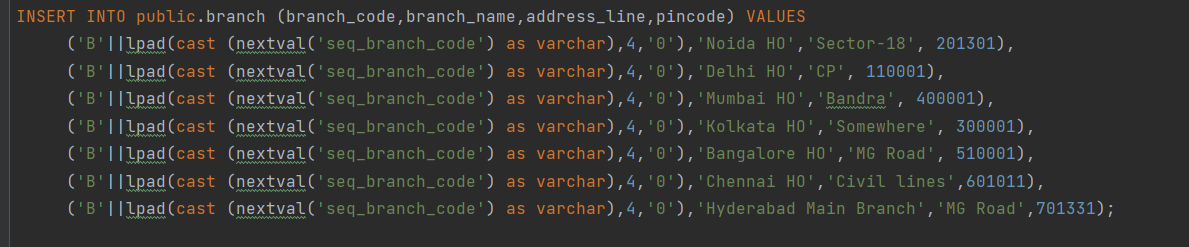 INSERT INTO public.branch (branch_code,branch_name,address_line,pincode) VALUES
('B'||lpad(cast (nextval('seq_branch_code') as varchar),4,'0'),'Noida HO','Sector-18', 201301),
('B'||lpad(cast (nextval('seq_branch_code') as varchar),4,'0'),'Delhi HO','CP', 110001),
('B'||lpad(cast (nextval('seq_branch_code') as varchar),4,'0'),'Mumbai HO','Bandra', 400001),
('B'||lpad(cast (nextval('seq_branch_code') as varchar),4,'0'),'Kolkata HO','Somewhere', 300001),
('B'||lpad(cast (nextval('seq_branch_code') as varchar),4,'0'),'Bangalore HO','MG Road', 510001),
('B'||lpad(cast (nextval('seq_branch_code') as varchar),4,'0'),'Chennai HO','Civil lines',601011),
('B'||lpad(cast (nextval('seq_branch_code') as varchar),4,'0'),'Hyderabad Main Branch','MG Road',701331);